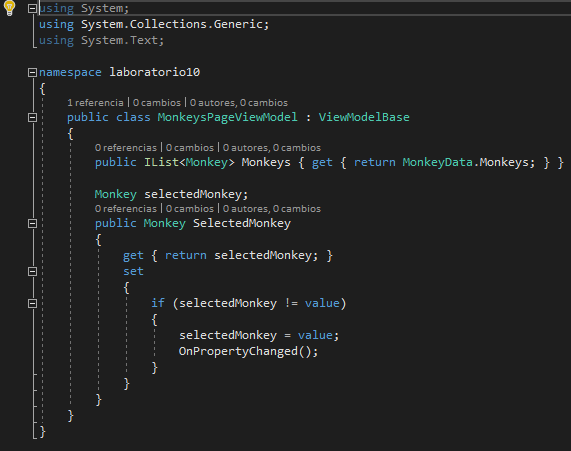 using System;
using System.Collections.Generic;
using System.Text;
namespace laboratorio10
{
1 referencia | 0 cambios | 0 autores, 0 cambios
public class MonkeysPageViewModel : ViewModelBase
{
0 referencias | 0 cambios | 0 autores, 0 cambios
public IList<Monkey> Monkeys { get { return MonkeyData.Monkeys; } }
Monkey selectedMonkey;
0 referencias | 0 cambios | 0 autores, 0 cambios
public Monkey SelectedMonkey
{
get { return selectedMonkey; }
set
{
if (selectedMonkey != value)
{
selectedMonkey = value;
OnPropertyChanged();
}
}
}
}
}